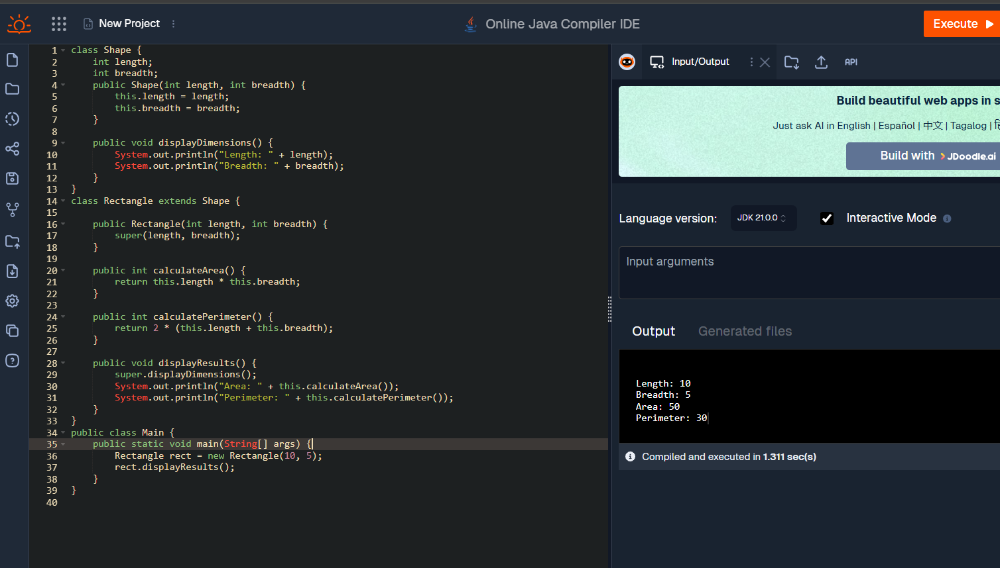 New Project
Online Java Compiler IDE
Execute
1 class Shape {
2     int length;
3     int breadth;
4     public Shape(int length, int breadth) {
5         this.length = length;
6         this.breadth = breadth;
7     }
8
9     public void displayDimensions() {
10         System.out.println("Length: " + length);
11         System.out.println("Breadth: " + breadth);
12     }
13 }
14 class Rectangle extends Shape {
15
16     public Rectangle(int length, int breadth) {
17         super(length, breadth);
18     }
19
20     public int calculateArea() {
21         return this.length * this.breadth;
22     }
23
24     public int calculatePerimeter() {
25         return 2 * (this.length + this.breadth);
26     }
27
28     public void displayResults() {
29         super.displayDimensions();
30         System.out.println("Area: " + this.calculateArea());
31         System.out.println("Perimeter: " + this.calculatePerimeter());
32     }
33 }
34 public class Main {
35     public static void main(String[] args) {
36         Rectangle rect = new Rectangle(10, 5);
37         rect.displayResults();
38     }
39 }
40
Input/Output
API
Build beautiful web apps in s
Just ask AI in English | Español | 中文 | Tagalog |
Build with JDoodle.ai
Language version: JDK 21.0.0 Interactive Mode
Input arguments
Output Generated files
Length: 10
Breadth: 5
Area: 50
Perimeter: 30
Compiled and executed in 1.311 sec(s)